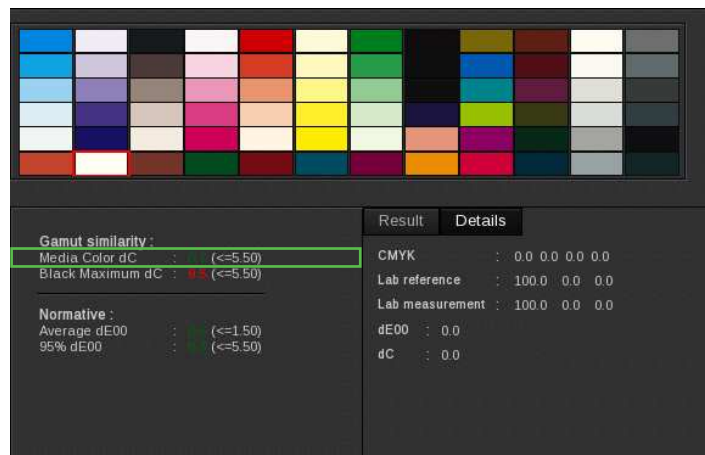 Result Details
Gamut similarity :
Media Color dC : (<=5.50)
Black Maximum dC : (<=5.50)
Normative :
Average dE00 : (<=1.50)
95% dE00 : (<=5.50)
CMYK : 0.0 0.0 0.0 0.0
Lab reference : 100.0 0.0 0.0
Lab measurement : 100.0 0.0 0.0
dE00 : 0.0
dC : 0.0